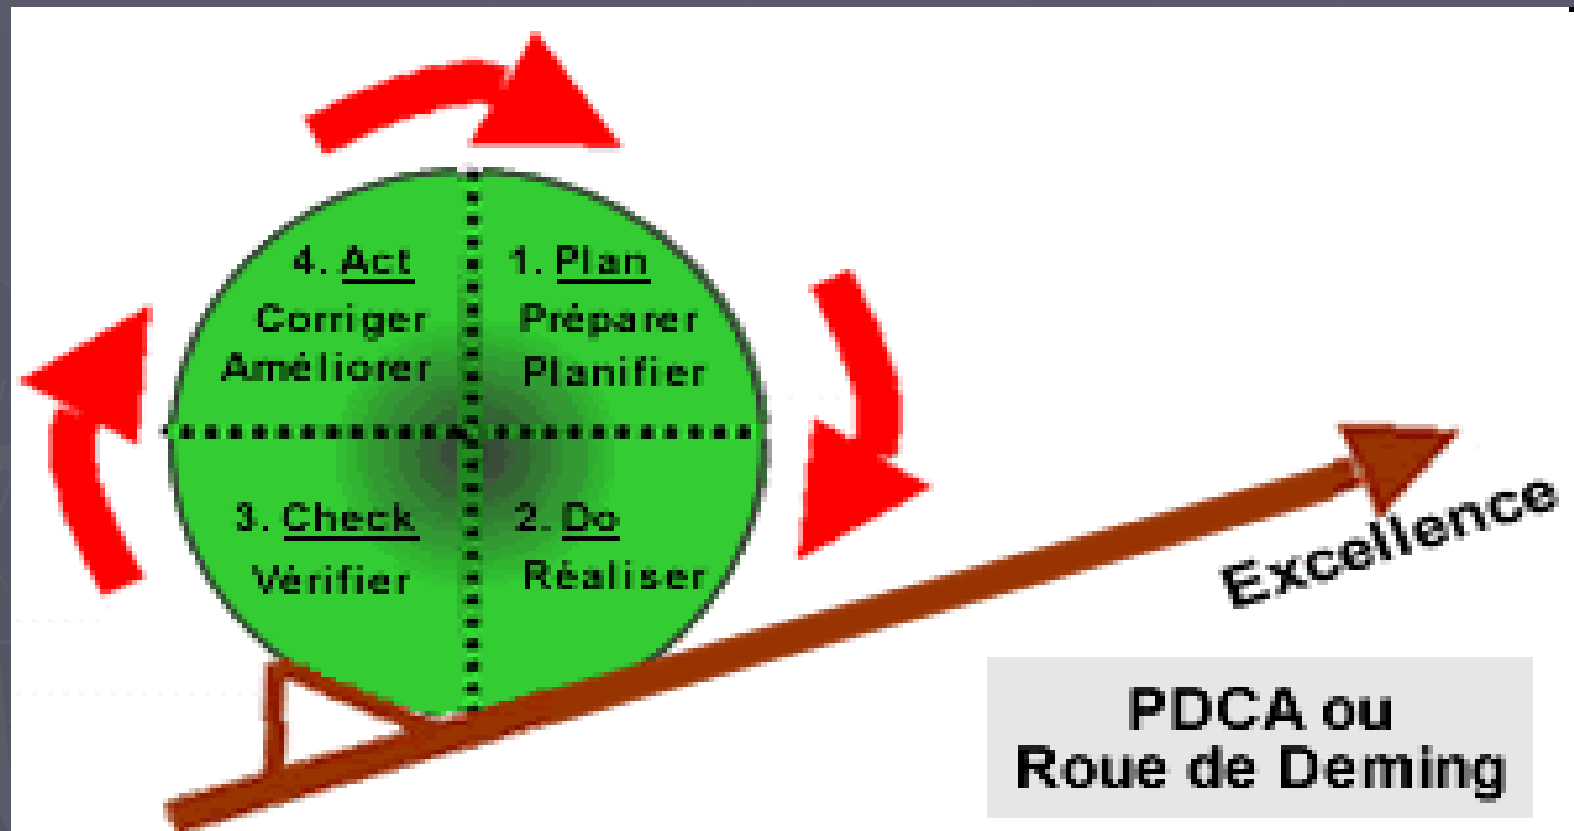 4. Act
Corriger
Améliorer
1. Plan
Préparer
Planifier
3. Check
Vérifier
2. Do
Réaliser
Excellence
PDCA ou
Roue de Deming